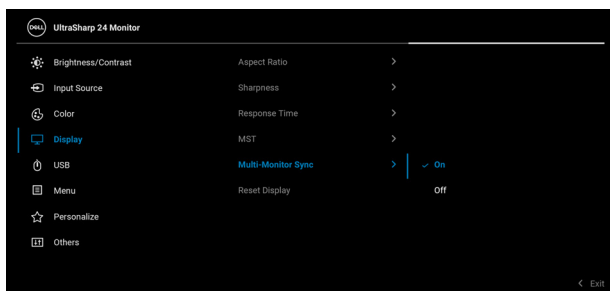 DELL UltraSharp 24 Monitor
Brightness/Contrast Aspect Ratio >
Input Source Sharpness >
Color Response Time >
Display MST >
USB Multi-Monitor Sync > ✓ On
Menu Reset Display Off
Personalize
Others
< Exit